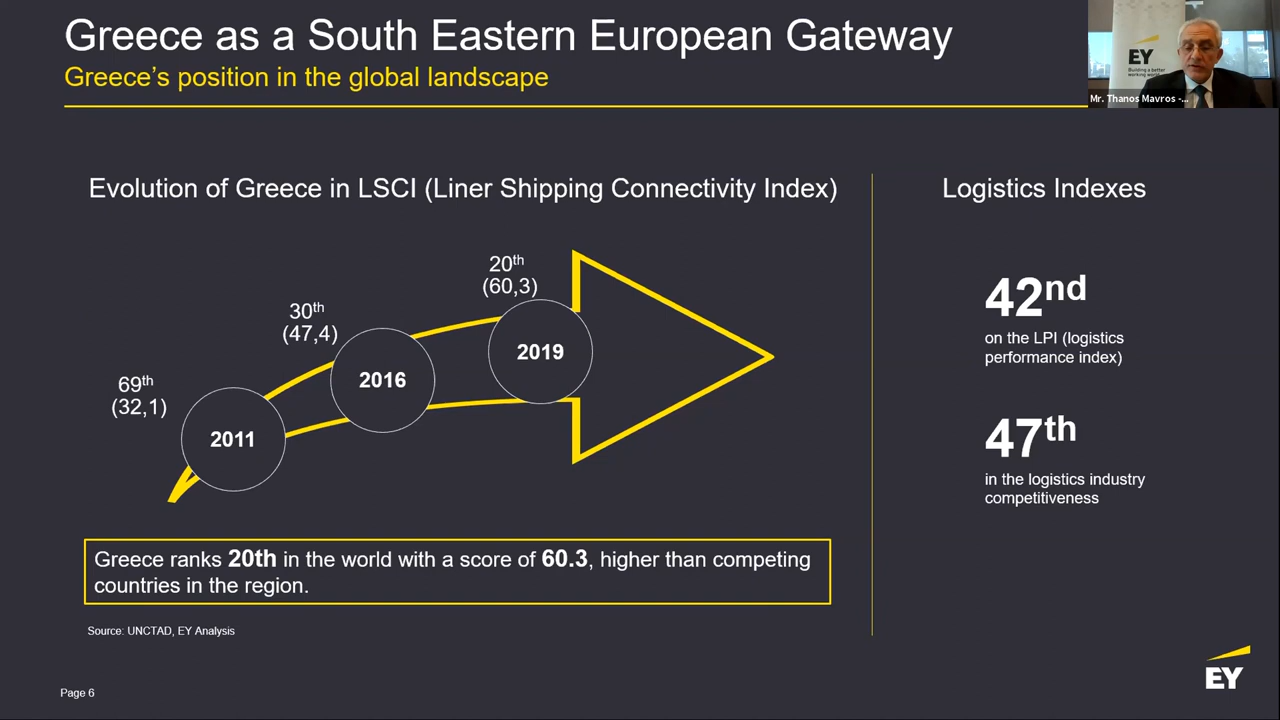 Greece as a South Eastern European Gateway
Greece's position in the global landscape
EY
Building a better
working world
Mr. Thanos Mavros -...
Evolution of Greece in LSCI (Liner Shipping Connectivity Index)
69th
(32,1)
2011
30th
(47,4)
2016
20th
(60,3)
2019
Greece ranks 20th in the world with a score of 60.3, higher than competing
countries in the region.
Source: UNCTAD, EY Analysis
Logistics Indexes
42nd
on the LPI (logistics
performance index)
47th
in the logistics industry
competitiveness
Page 6
EY